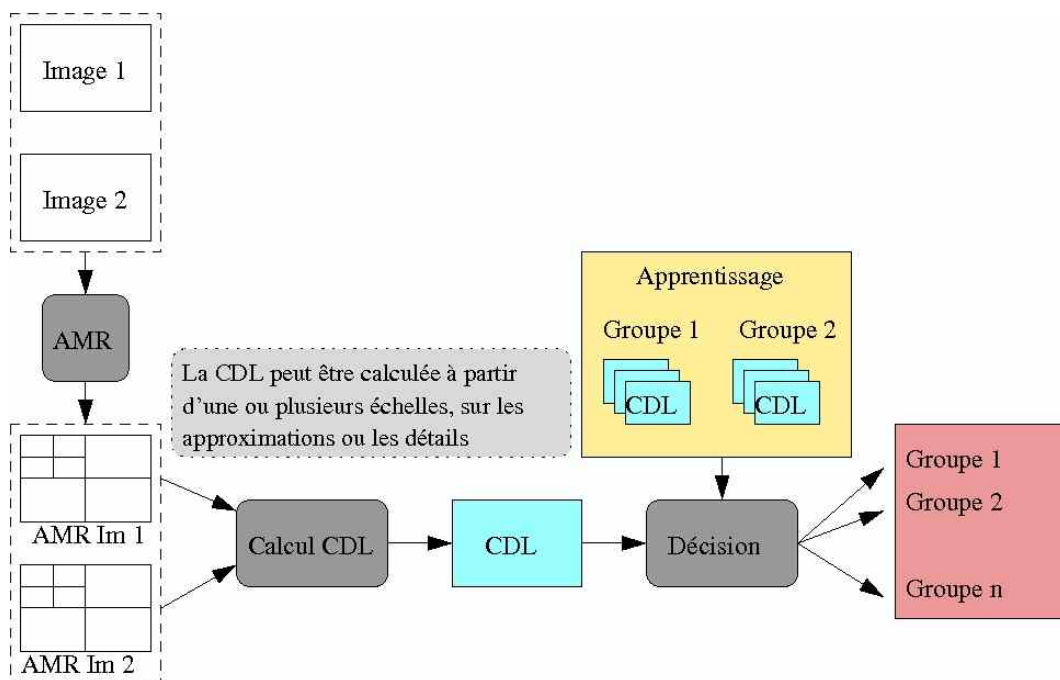 Image 1
Image 2
AMR
AMR Im 1
AMR Im 2
La CDL peut être calculée à partir
d'une ou plusieurs échelles, sur les
approximations ou les détails
Calcul CDL
CDL
Apprentissage
Groupe 1
Groupe 2
CDL
CDL
Décision
Groupe 1
Groupe 2
Groupe n